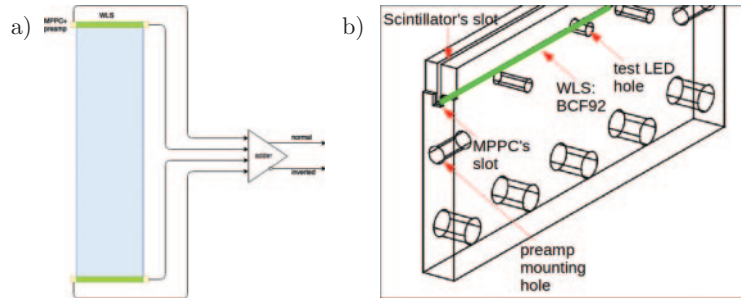 a)
MPPC+
preamp
WLS
adder
normal
inverted
b)
Scintillator's slot
test LED
hole
WLS:
BCF92
MPPC's
slot
preamp
mounting
hole